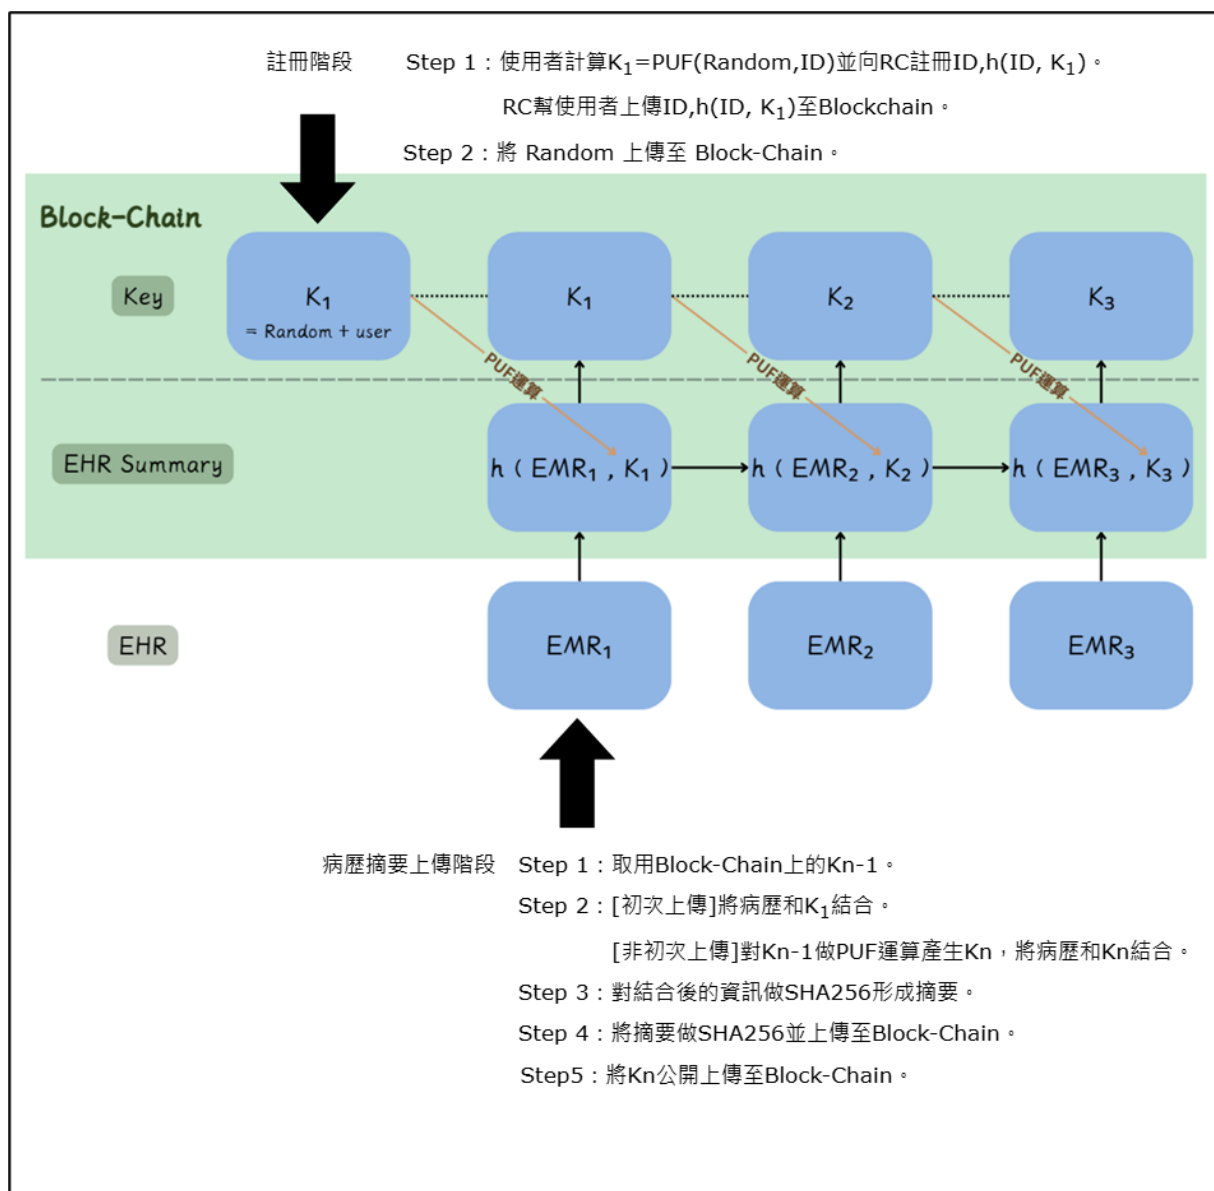 註冊階段 Step 1：使用者計算K₁=PUF(Random,ID)並向RC註冊ID,h(ID, K₁)。
RC幫使用者上傳ID,h(ID, K₁)至Blockchain。
Step 2：將 Random 上傳至 Block-Chain。
Block-Chain
Key
K₁
= Random + user
K₁
K₂
K₃
PUF運算
PUF運算
PUF運算
EHR Summary
h ( EMR₁ , K₁ )
h ( EMR₂ , K₂ )
h ( EMR₃ , K₃ )
EHR
EMR₁
EMR₂
EMR₃
病歷摘要上傳階段 Step 1：取用Block-Chain上的Kn-1。
Step 2：[初次上傳]將病歷和K₁結合。
[非初次上傳]對Kn-1做PUF運算產生Kn，將病歷和Kn結合。
Step 3：對結合後的資訊做SHA256形成摘要。
Step 4：將摘要做SHA256並上傳至Block-Chain。
Step5：將Kn公開上傳至Block-Chain。